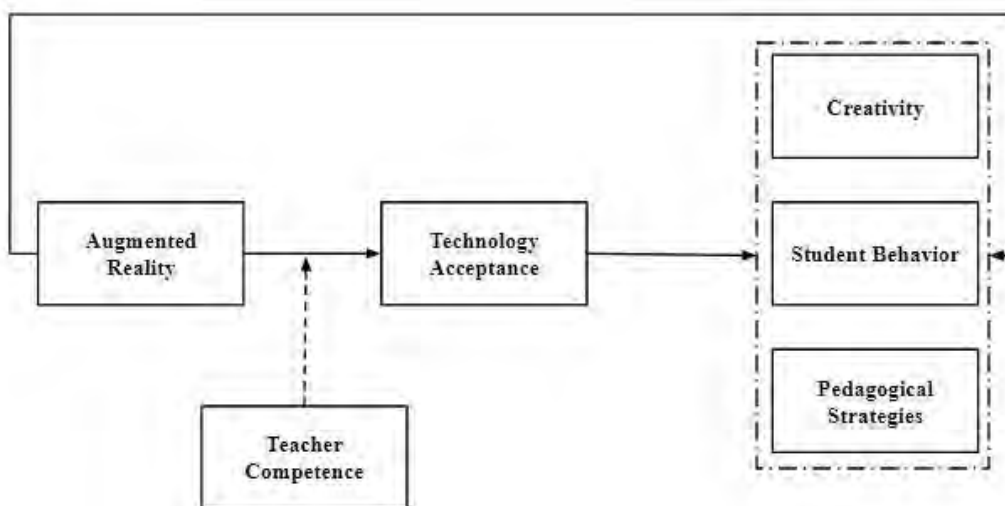 Creativity
Augmented
Reality
Technology
Acceptance
Student Behavior
Pedagogical
Strategies
Teacher
Competence